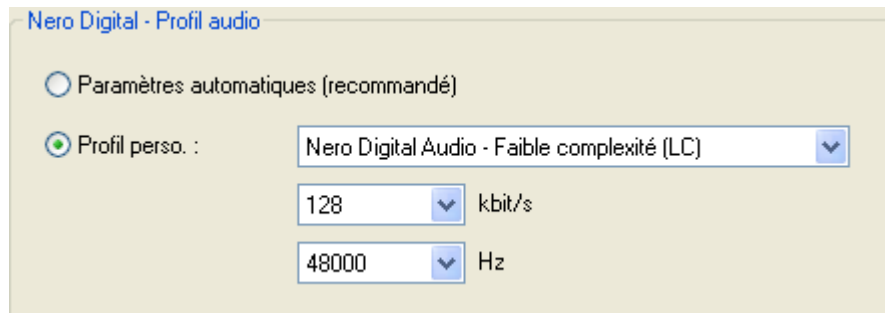 Nero Digital - Profil audio
Paramètres automatiques (recommandé)
Profil perso. : Nero Digital Audio - Faible complexité (LC)
128 kbit/s
48000 Hz